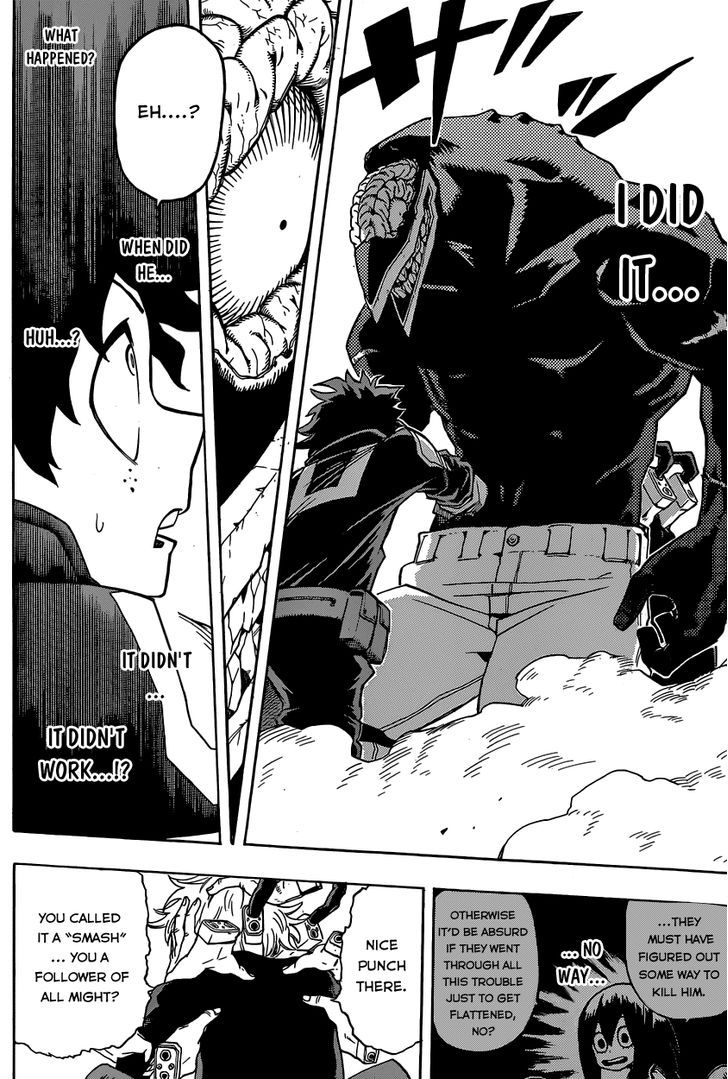 I DID
IT...
EH....?
WHAT
HAPPENED?
WHEN DID
HE...
HUH...?
IT DIDN'T
...
IT DIDN'T
WORK...!?
...THEY
MUST HAVE
FIGURED OUT
SOME WAY TO
KILL HIM.
... NO
WAY...
OTHERWISE
IT'D BE ABSURD
IF THEY WENT
THROUGH ALL
THIS TROUBLE
JUST TO GET
FLATTENED,
NO?
NICE
PUNCH
THERE.
YOU CALLED
IT A "SMASH"
... YOU A
FOLLOWER OF
ALL MIGHT?